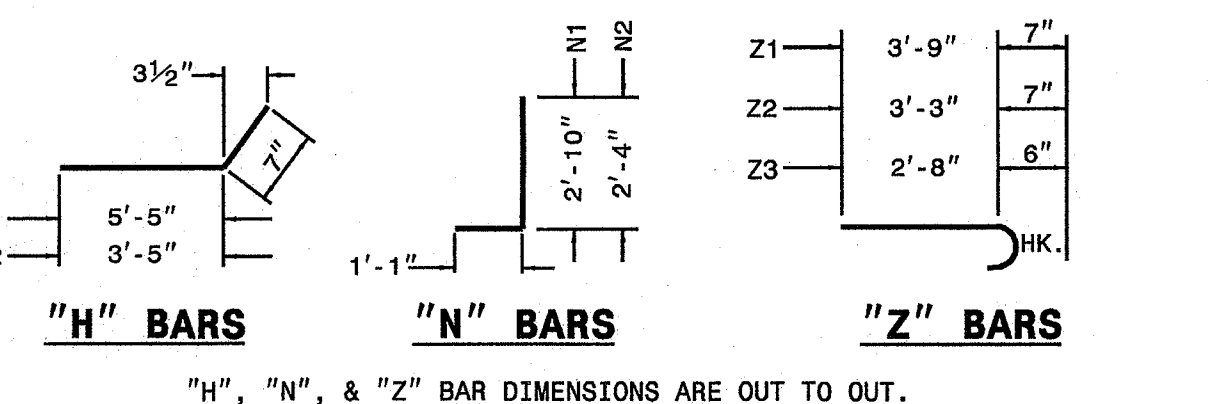 3½"
7"
5'-5"
3'-5"
"H" BARS
N1
N2
2'-10"
2'-4"
1'-1"
"N" BARS
Z1 3'-9" 7"
Z2 3'-3" 7"
Z3 2'-8" 6"
HK.
"Z" BARS
"H", "N", & "Z" BAR DIMENSIONS ARE OUT TO OUT.